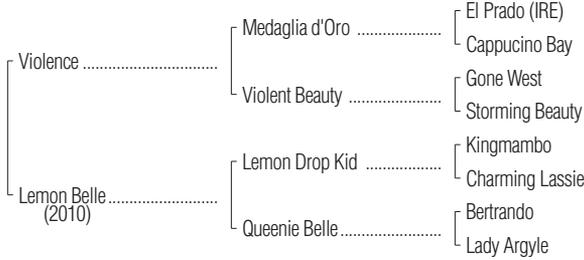 El Prado (IRE)
Medaglia d'Oro ..................
Cappucino Bay
Violence .............................
Gone West
Violent Beauty ....................
Storming Beauty
Kingmambo
Lemon Drop Kid ................
Charming Lassie
Lemon Belle .......................
(2010)
Bertrando
Queenie Belle .....................
Lady Argyle